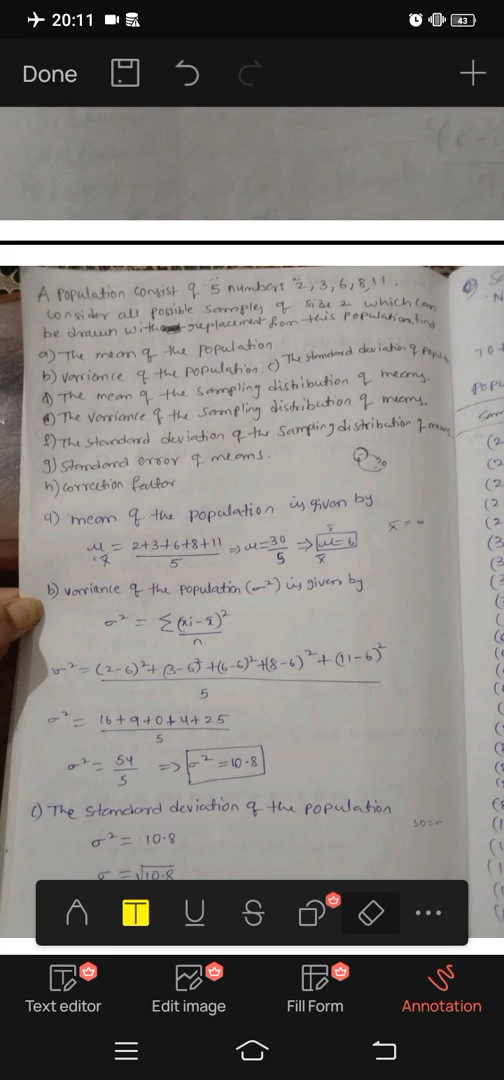 20:11
43
Done
A Population Consist of 5 numbers 2, 3, 6, 8, 11.
Consider all possible samples of size 2 which can
be drawn with replacement from this population, find
a) The mean of the population
b) variance of the population. c) The standard deviation of
d) The mean of the sampling distribution of means.
e) The variance of the sampling distribution of means.
f) The standard deviation of the sampling distribution of
g) standard error of means.
h) correction factor
a) mean of the population is given by
x̄ = 6
μ = 2+3+6+8+11 / 5 => μ = 30 / 5 => μ = 6
x̄
b) variance of the population (σ²) is given by
σ² = Σ(xi - x̄)² / n
σ² = (2-6)² + (3-6)² + (6-6)² + (8-6)² + (11-6)² / 5
σ² = 16 + 9 + 0 + 4 + 25 / 5
σ² = 54 / 5 => σ² = 10.8
c) The standard deviation of the population
σ² = 10.8
σ = √10.8
T
U
S
Text editor
Edit image
Fill Form
Annotation